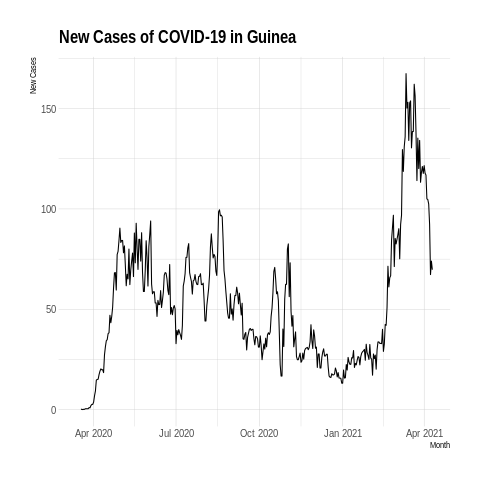 New Cases of COVID-19 in Guinea
New Cases
150
100
50
0
Apr 2020 Jul 2020 Oct 2020 Jan 2021 Apr 2021
Month